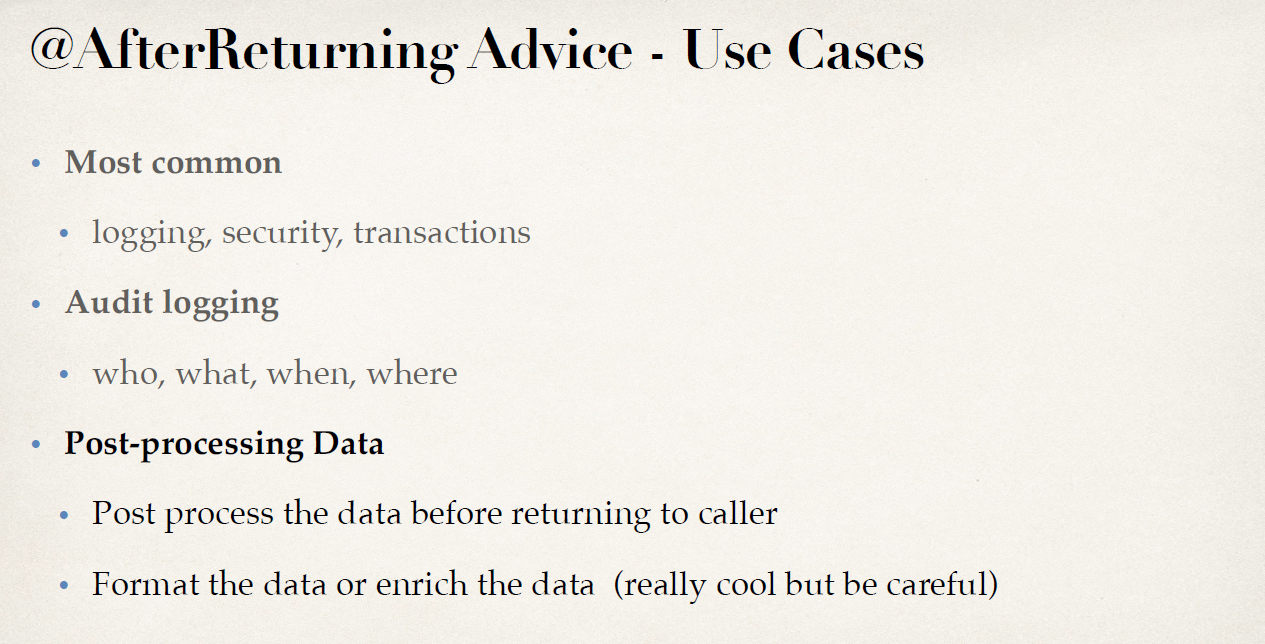 @AfterReturning Advice - Use Cases
• Most common
• logging, security, transactions
• Audit logging
• who, what, when, where
• Post-processing Data
• Post process the data before returning to caller
• Format the data or enrich the data (really cool but be careful)